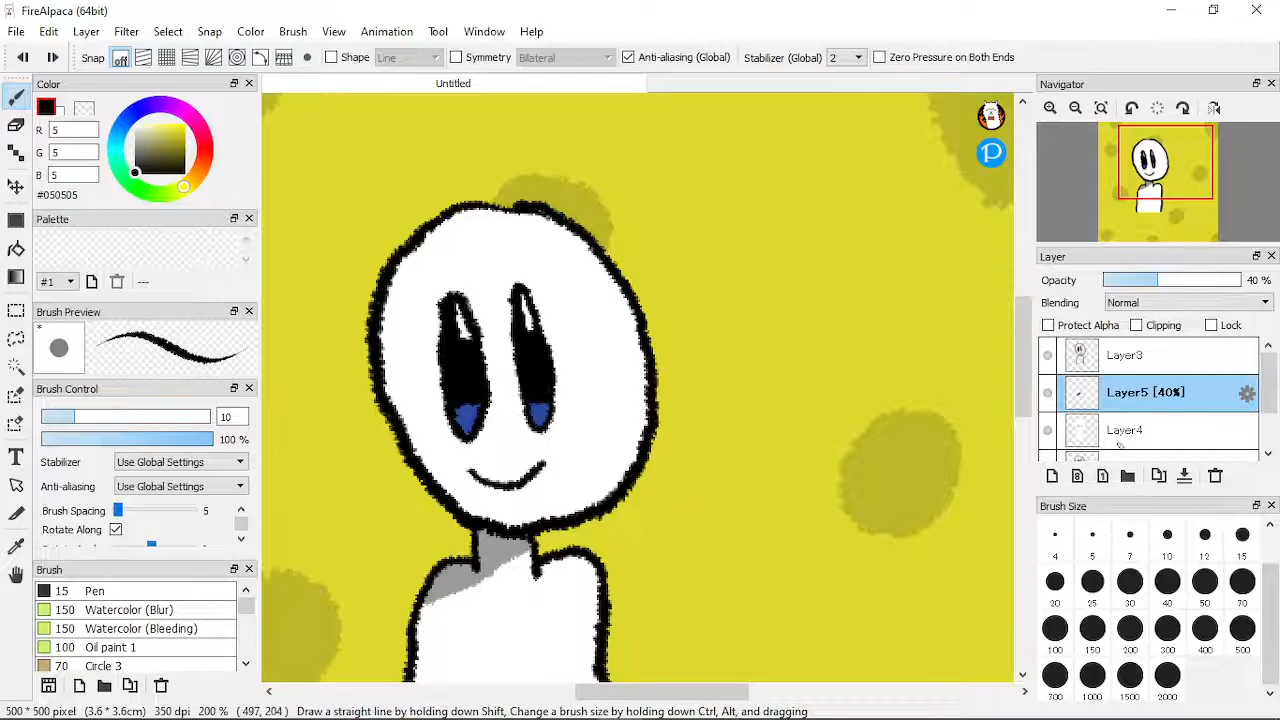 FireAlpaca (64bit)
File Edit Layer Filter Select Snap Color Brush View Annotation Tool Window Help
Snap off Shape Line Symmetry Bilateral Anti-aliasing (Global) Stabilizer (Global) 2 Zero Pressure on Both Ends
Color
R 5
G 5
B 5
#050505
Palette
#1 ---
Brush Preview
*
Brush Control
10
100 %
Stabilizer Use Global Settings
Anti-aliasing Use Global Settings
Brush Spacing 5
Rotate Along
Brush
15 Pen
150 Watercolor (Blur)
150 Watercolor (Bleeding)
100 Oil paint 1
70 Circle 3
Untitled
P
Navigator
Layer
Opacity 40 %
Blending Normal
Protect Alpha Clipping Lock
Layer3
Layer5 [40%]
Layer4
8 1
Brush Size
4 5 7 10 12 15
20 25 30 40 50 70
100 150 200 300 400 500
700 1000 1500 2000
T
500 * 500 pixel (3.6 * 3.6cm) 350 dpi 200 % ( 497, 204 ) Draw a straight line by holding down Shift, Change a brush size by holding down Ctrl, Alt, and dragging